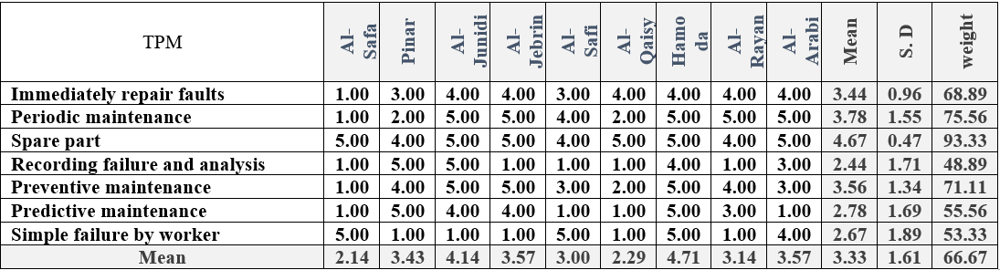 TPM Al-Safa Pinar Al-Junidi Al-Jebrin Al-Safi Al-Qaisy Hamoda Al-Rayan Al-Arabi Mean S. D weight
Immediately repair faults 1.00 3.00 4.00 4.00 3.00 4.00 4.00 4.00 4.00 3.44 0.96 68.89
Periodic maintenance 1.00 2.00 5.00 5.00 4.00 2.00 5.00 5.00 5.00 3.78 1.55 75.56
Spare part 5.00 4.00 5.00 5.00 4.00 5.00 5.00 4.00 5.00 4.67 0.47 93.33
Recording failure and analysis 1.00 5.00 5.00 1.00 1.00 1.00 4.00 1.00 3.00 2.44 1.71 48.89
Preventive maintenance 1.00 4.00 5.00 5.00 3.00 2.00 5.00 4.00 3.00 3.56 1.34 71.11
Predictive maintenance 1.00 5.00 4.00 4.00 1.00 1.00 5.00 3.00 1.00 2.78 1.69 55.56
Simple failure by worker 5.00 1.00 1.00 1.00 5.00 1.00 5.00 1.00 4.00 2.67 1.89 53.33
Mean 2.14 3.43 4.14 3.57 3.00 2.29 4.71 3.14 3.57 3.33 1.61 66.67